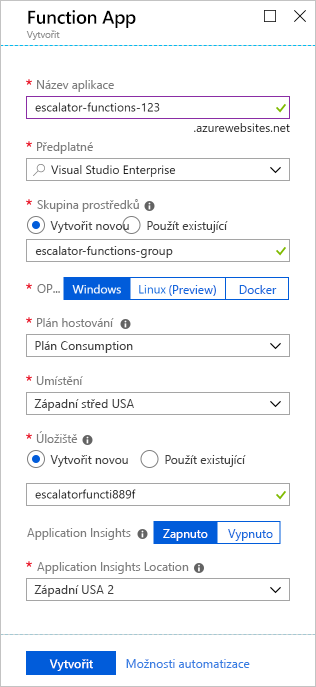 Function App
Vytvořit
* Název aplikace
escalator-functions-123
.azurewebsites.net
* Předplatné
Visual Studio Enterprise
* Skupina prostředků
Vytvořit novou Použít existující
escalator-functions-group
* OP... Windows Linux (Preview) Docker
* Plán hostování
Plán Consumption
* Umístění
Západní střed USA
* Úložiště
Vytvořit novou Použít existující
escalatorfuncti889f
Application Insights Zapnuto Vypnuto
* Application Insights Location
Západní USA 2
Vytvořit Možnosti automatizace